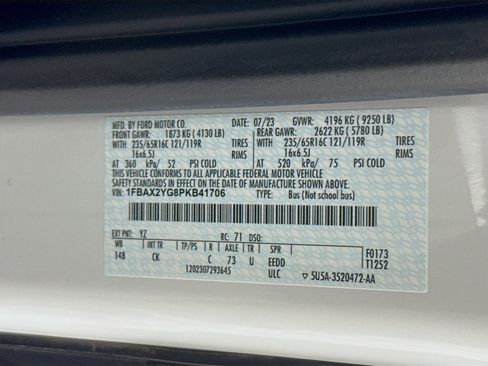 MFD. BY FORD MOTOR CO. 07/23 GVWR: 4196 KG ( 9250 LB)
FRONT GAWR: 1873 KG ( 4130 LB) REAR GAWR: 2622 KG ( 5780 LB)
WITH 235/65R16C 121/119R TIRES WITH 235/65R16C 121/119R TIRES
16x6.5J RIMS 16x6.5J RIMS
AT 360 kPa/ 52 PSI COLD AT 520 kPa/ 75 PSI COLD
THIS VEHICLE CONFORMS TO ALL APPLICABLE FEDERAL MOTOR VEHICLE
SAFETY STANDARDS IN EFFECT ON THE DATE OF MANUFACTURE SHOWN ABOVE.
VIN: 1FBAX2YG8PKB41706 TYPE: Bus (Not School Bus)
EXT PNT: YZ RC: 71 DSO: F0173
WB INT TR TP/PS R AXLE TR SPR T1252
148 CK C 73 U EEDD
1202307293645 ULC 5U5A-3520472-AA